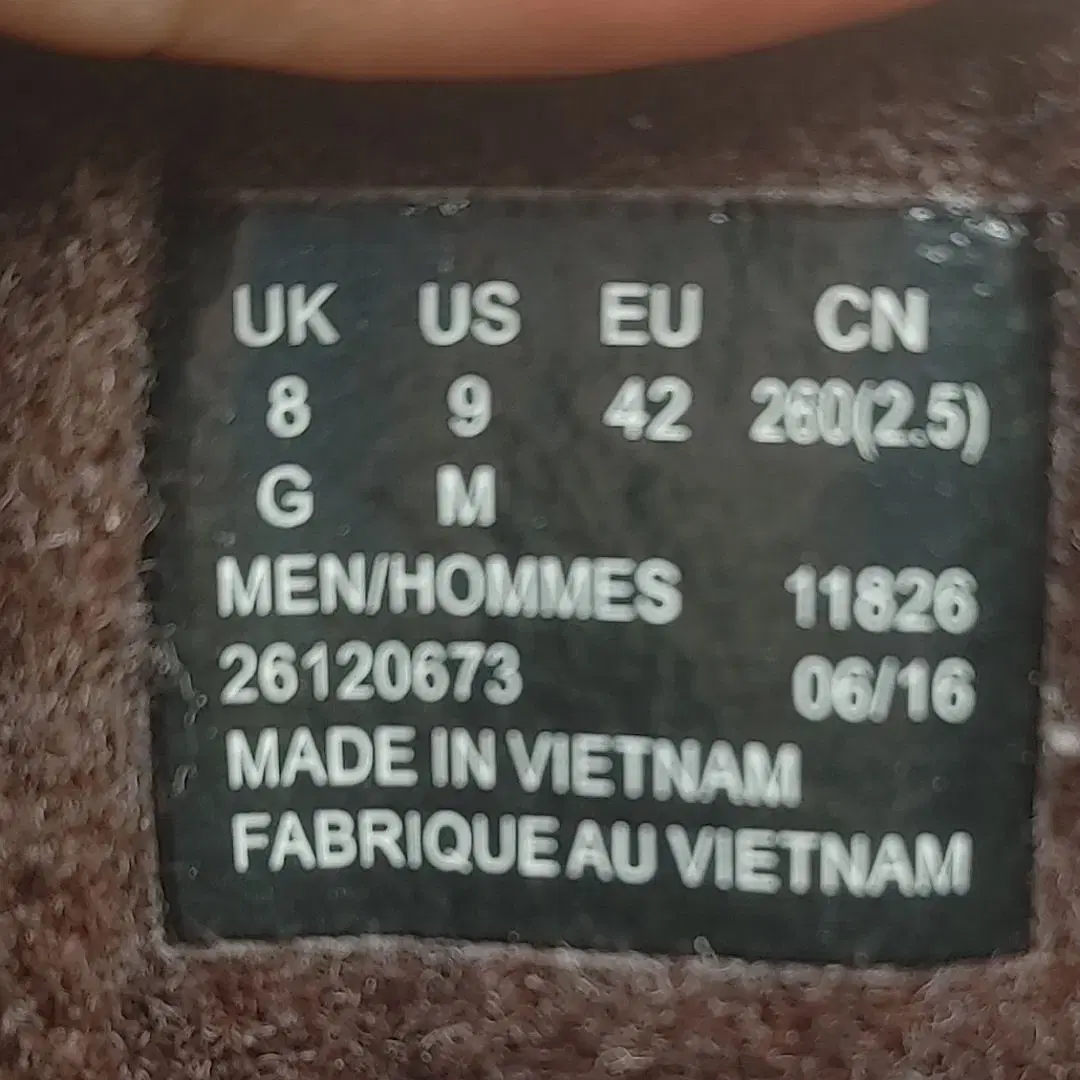 UK US EU CN
8 9 42 260(2.5)
G M
MEN/HOMMES 11826
26120673 06/16
MADE IN VIETNAM
FABRIQUE AU VIETNAM